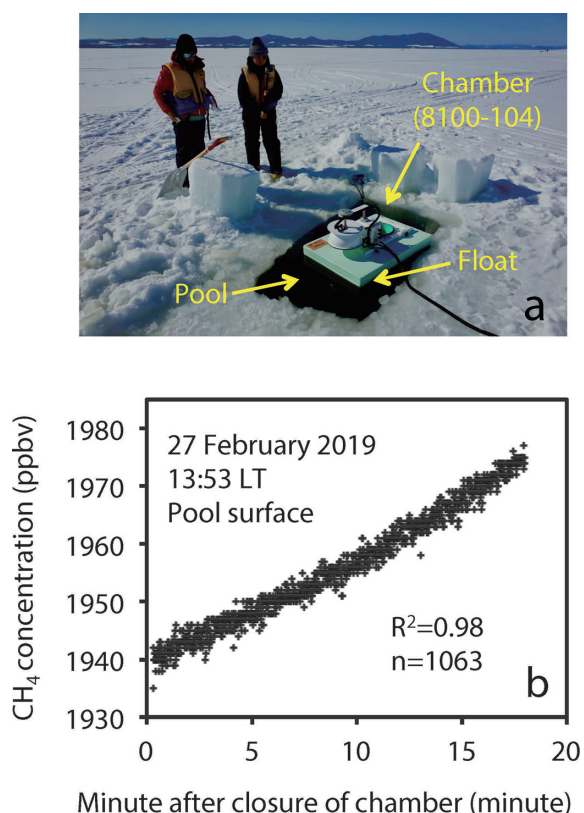 Chamber
(8100-104)
Float
Pool
a
CH₄ concentration (ppbv)
1980
1970
1960
1950
1940
1930
27 February 2019
13:53 LT
Pool surface
R²=0.98
n=1063
b
0 5 10 15 20
Minute after closure of chamber (minute)